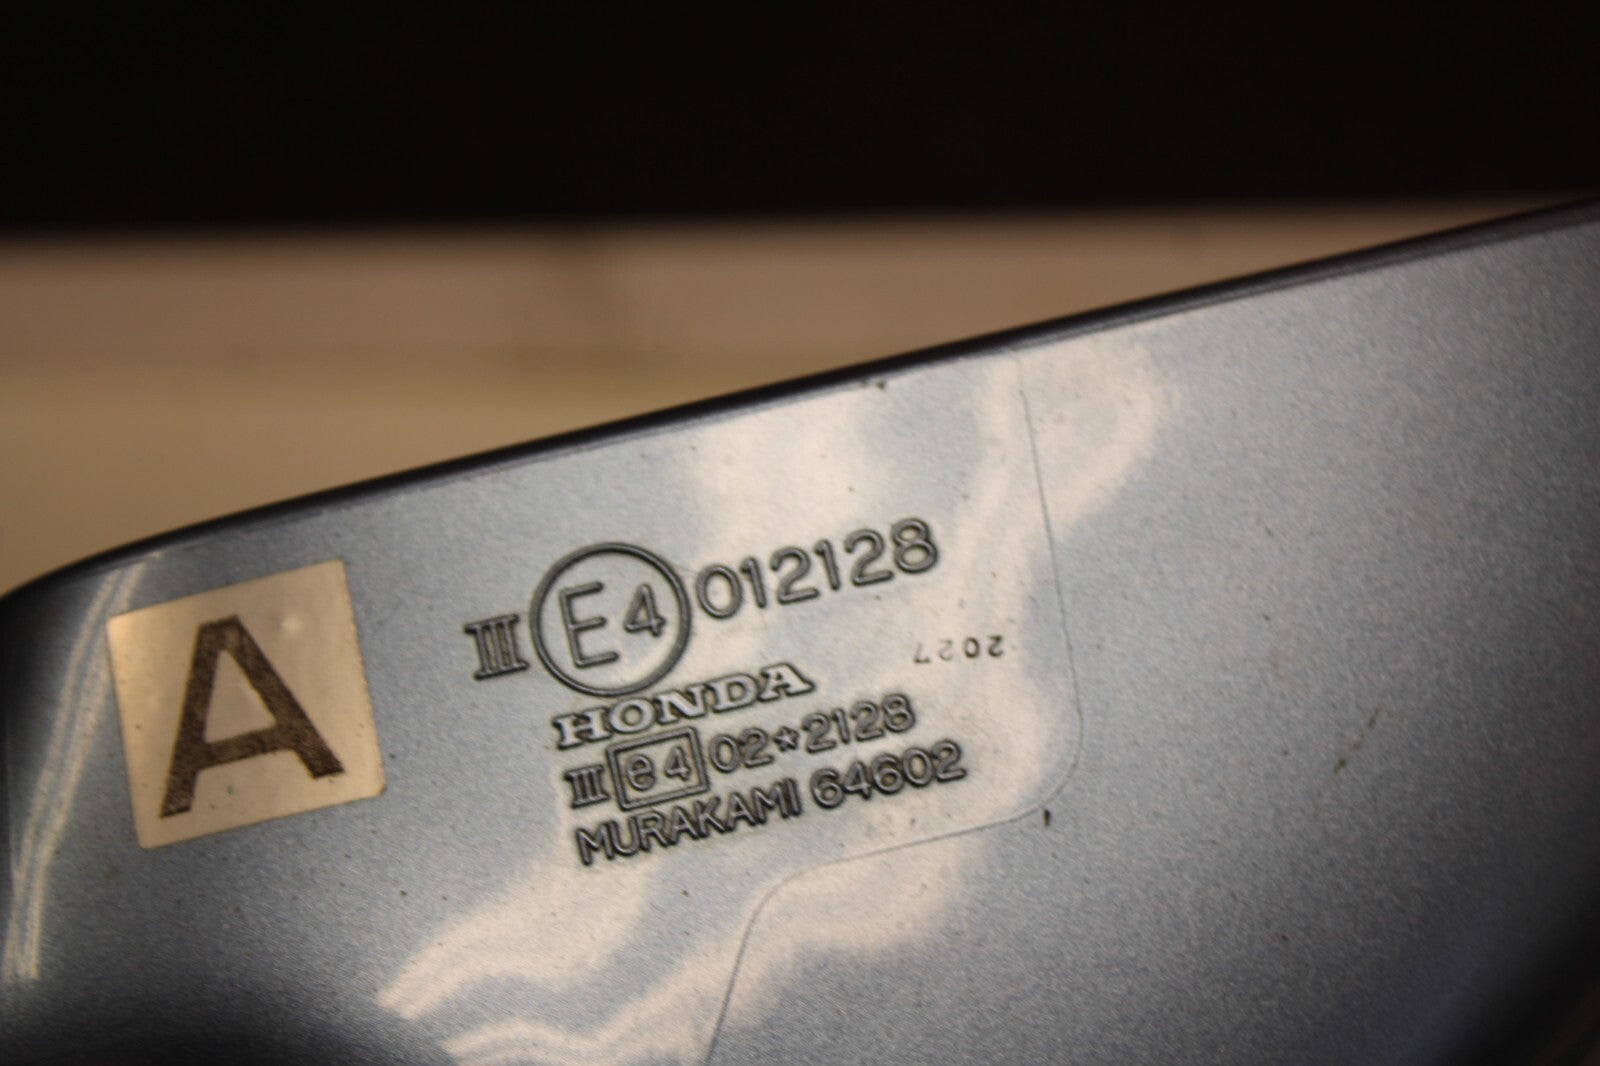 A
III E4 012128
2027
HONDA
III e4 02*2128
MURAKAMI 64602